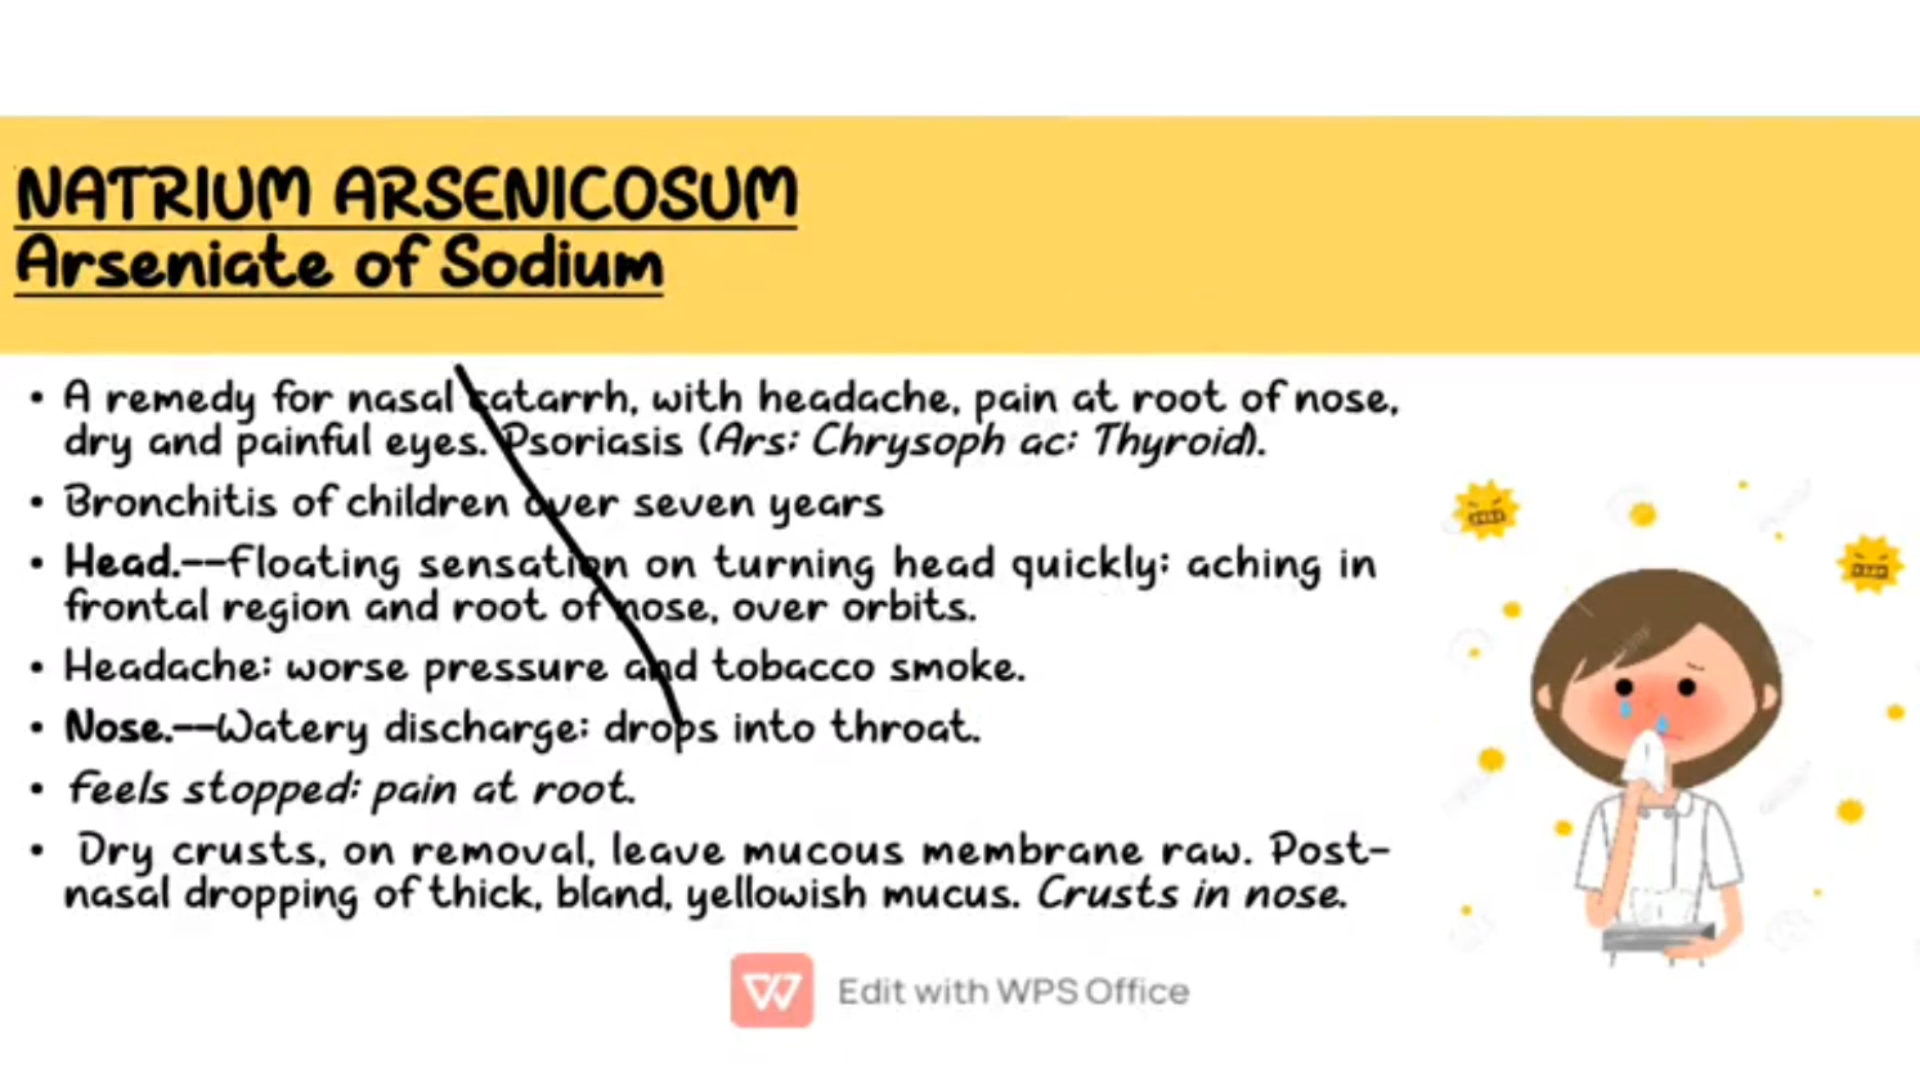 NATRIUM ARSENICOSUM
Arseniate of Sodium
• A remedy for nasal catarrh, with headache, pain at root of nose,
dry and painful eyes. Psoriasis (Ars: Chrysoph ac: Thyroid).
• Bronchitis of children over seven years
• Head.--Floating sensation on turning head quickly: aching in
frontal region and root of nose, over orbits.
• Headache: worse pressure and tobacco smoke.
• Nose.--Watery discharge: drops into throat.
• Feels stopped: pain at root.
• Dry crusts, on removal, leave mucous membrane raw. Post-
nasal dropping of thick, bland, yellowish mucus. Crusts in nose.
Edit with WPS Office